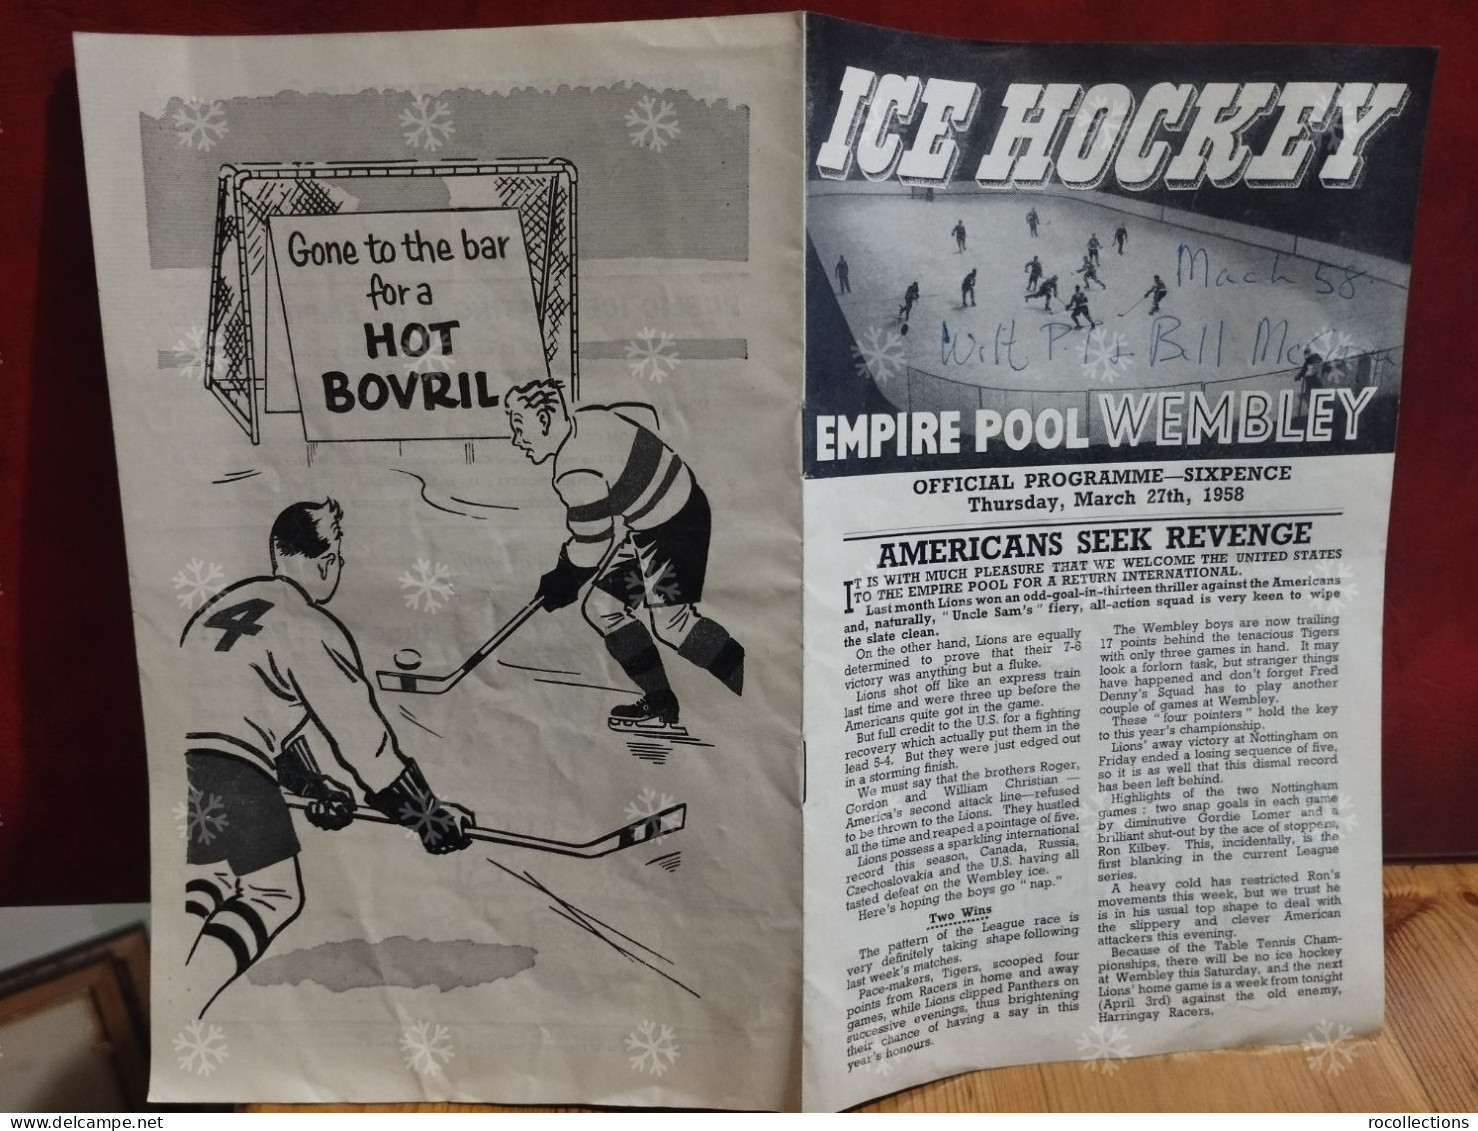 Gone to the bar
for a
HOT
BOVRIL
4
ICE HOCKEY
58
Bill
EMPIRE POOL WEMBLEY
OFFICIAL PROGRAMME—SIXPENCE
Thursday, March 27th, 1958
AMERICANS SEEK REVENGE
IT IS WITH MUCH PLEASURE THAT WE WELCOME THE UNITED STATES
TO THE EMPIRE POOL FOR A RETURN INTERNATIONAL.
Last month Lions won an odd-goal-in-thirteen thriller against the Americans
and, naturally, "Uncle Sam's" fiery, all-action squad is very keen to wipe
the slate clean.
On the other hand, Lions are equally
determined to prove that their 7-6
victory was anything but a fluke.
Lions shot off like an express train
last time and were three up before the
Americans quite got in the game.
But full credit to the U.S. for a fighting
recovery which actually put them in the
lead 5-4. But they were just edged out
in a storming finish.
We must say that the brothers Roger,
Gordon and William Christian —
America's second attack line—refused
to be thrown to the Lions. They hustled
all the time and reaped a pointage of five.
Lions possess a sparkling international
record this season, Canada, Russia,
Czechoslovakia and the U.S. having all
tasted defeat on the Wembley ice.
Here's hoping the boys go "nap."
Two Wins
The pattern of the League race is
very definitely taking shape following
last week's matches.
Pace-makers, Tigers, scooped four
points from Racers in home and away
games, while Lions clipped Panthers on
successive evenings, thus brightening
their chance of having a say in this
year's honours.
The Wembley boys are now trailing
17 points behind the tenacious Tigers
with only three games in hand. It may
look a forlorn task, but stranger things
have happened and don't forget Fred
Denny's Squad has to play another
couple of games at Wembley.
These "four pointers" hold the key
to this year's championship.
Lions' away victory at Nottingham on
Friday ended a losing sequence of five,
so it is as well that this dismal record
has been left behind.
Highlights of the two Nottingham
games: two snap goals in each game
by diminutive Gordie Lomer and a
brilliant shut-out by the ace of stoppers,
Ron Kilbey. This, incidentally, is the
first blanking in the current League
series.
A heavy cold has restricted Ron's
movements this week, but we trust he
is in his usual top shape to deal with
the slippery and clever American
attackers this evening.
Because of the Table Tennis Cham-
pionships, there will be no ice hockey
at Wembley this Saturday, and the next
Lions' home game is a week from tonight
(April 3rd) against the old enemy,
Harringay Racers.
rocollections